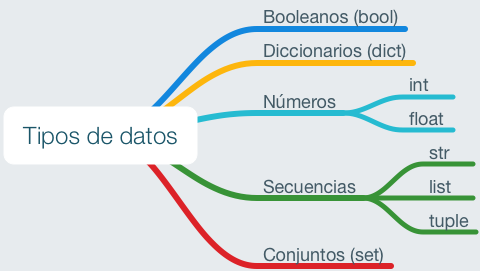 Tipos de datos
Booleanos (bool)
Diccionarios (dict)
Números
int
float
Secuencias
str
list
tuple
Conjuntos (set)